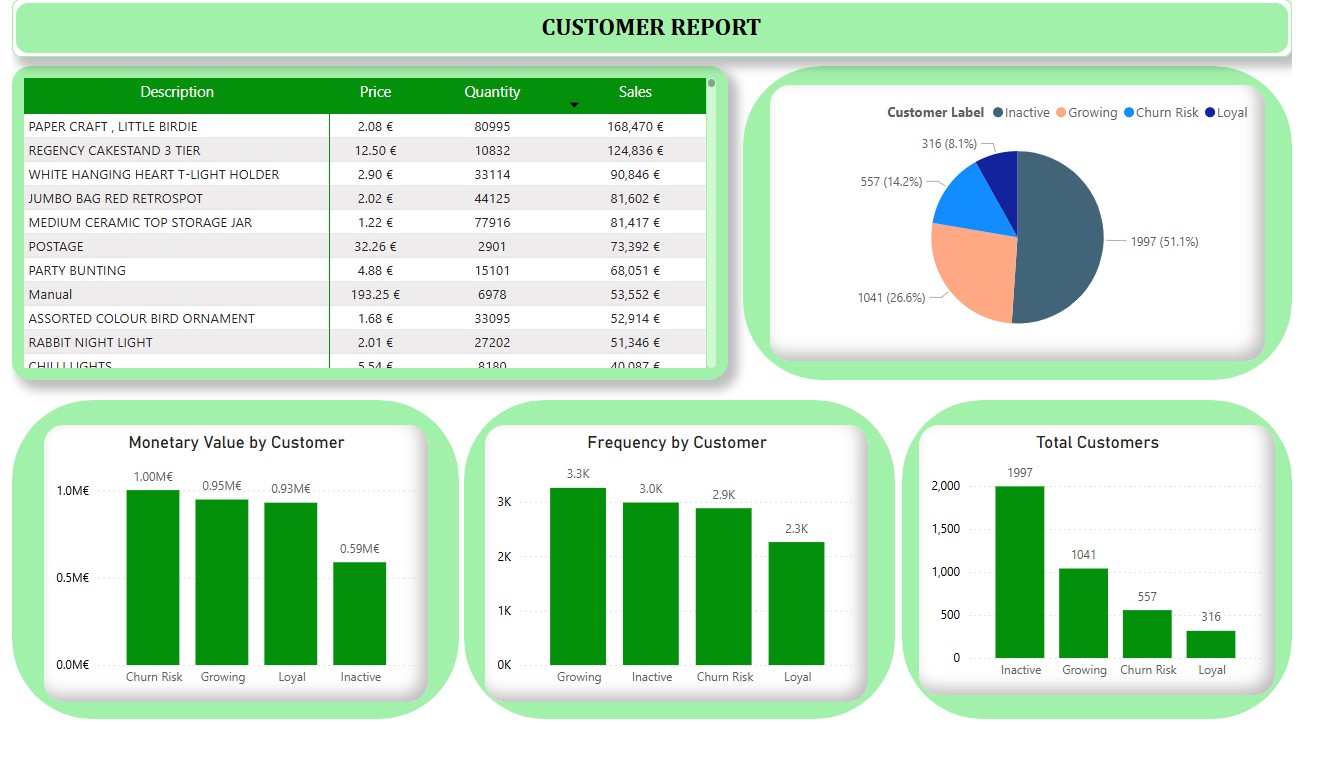 CUSTOMER REPORT
Description Price Quantity Sales
PAPER CRAFT , LITTLE BIRDIE 2.08 € 80995 168,470 €
REGENCY CAKESTAND 3 TIER 12.50 € 10832 124,836 €
WHITE HANGING HEART T-LIGHT HOLDER 2.90 € 33114 90,846 €
JUMBO BAG RED RETROSPOT 2.02 € 44125 81,602 €
MEDIUM CERAMIC TOP STORAGE JAR 1.22 € 77916 81,417 €
POSTAGE 32.26 € 2901 73,392 €
PARTY BUNTING 4.88 € 15101 68,051 €
Manual 193.25 € 6978 53,552 €
ASSORTED COLOUR BIRD ORNAMENT 1.68 € 33095 52,914 €
RABBIT NIGHT LIGHT 2.01 € 27202 51,346 €
CHILLI LIGHTS 5.54 € 8180 40,087 €
Customer Label Inactive Growing Churn Risk Loyal
316 (8.1%)
557 (14.2%)
1997 (51.1%)
1041 (26.6%)
Monetary Value by Customer
1.00M€
0.95M€
0.93M€
0.59M€
1.0M€
0.5M€
0.0M€
Churn Risk Growing Loyal Inactive
Frequency by Customer
3.3K
3.0K
2.9K
2.3K
3K
2K
1K
0K
Growing Inactive Churn Risk Loyal
Total Customers
1997
1041
557
316
2,000
1,500
1,000
500
0
Inactive Growing Churn Risk Loyal